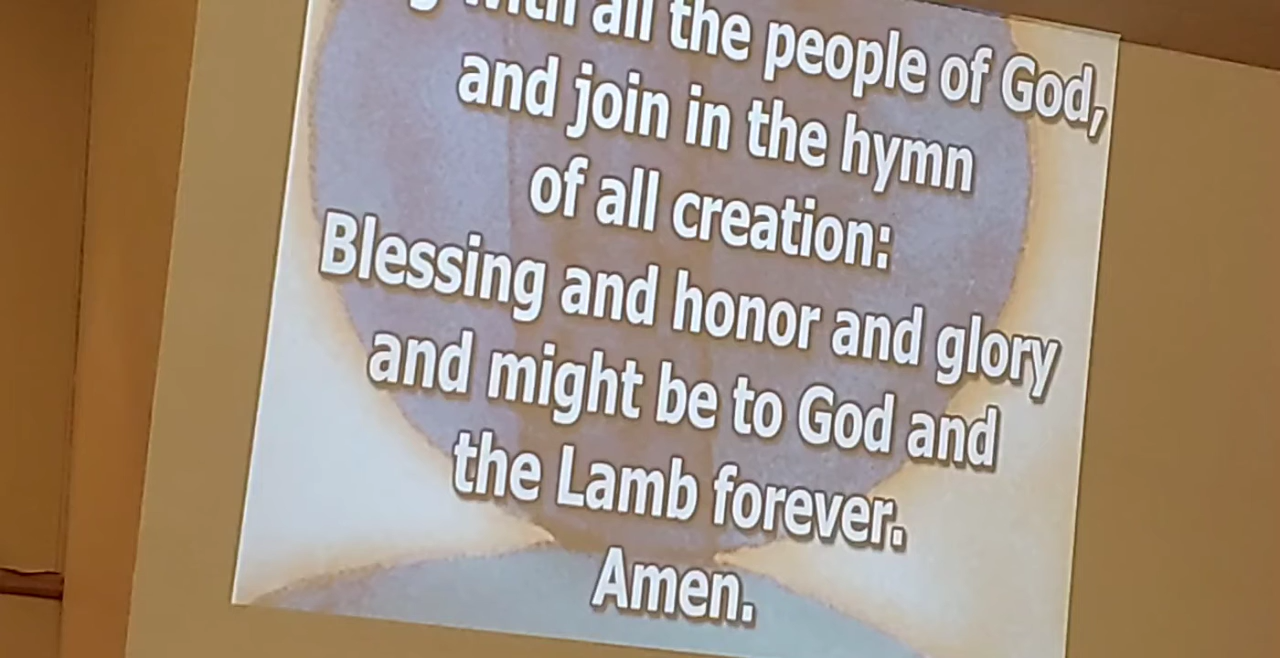 with all the people of God,
and join in the hymn
of all creation:
Blessing and honor and glory
and might be to God and
the Lamb forever.
Amen.